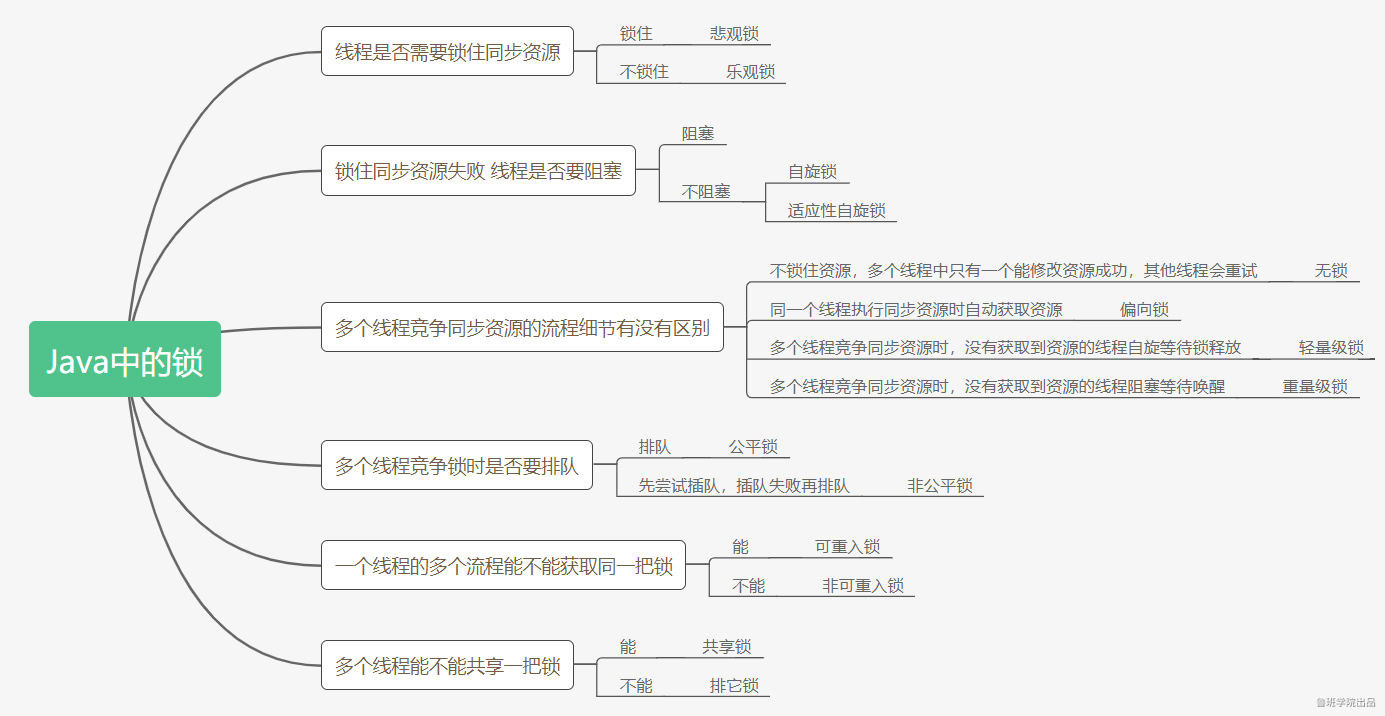 Java中的锁
线程是否需要锁住同步资源
锁住 悲观锁
不锁住 乐观锁
锁住同步资源失败 线程是否要阻塞
阻塞
不阻塞
自旋锁
适应性自旋锁
多个线程竞争同步资源的流程细节有没有区别
不锁住资源，多个线程中只有一个能修改资源成功，其他线程会重试 无锁
同一个线程执行同步资源时自动获取资源 偏向锁
多个线程竞争同步资源时，没有获取到资源的线程自旋等待锁释放 轻量级锁
多个线程竞争同步资源时，没有获取到资源的线程阻塞等待唤醒 重量级锁
多个线程竞争锁时是否要排队
排队 公平锁
先尝试插队，插队失败再排队 非公平锁
一个线程的多个流程能不能获取同一把锁
能 可重入锁
不能 非可重入锁
多个线程能不能共享一把锁
能 共享锁
不能 排它锁
鲁班学院出品